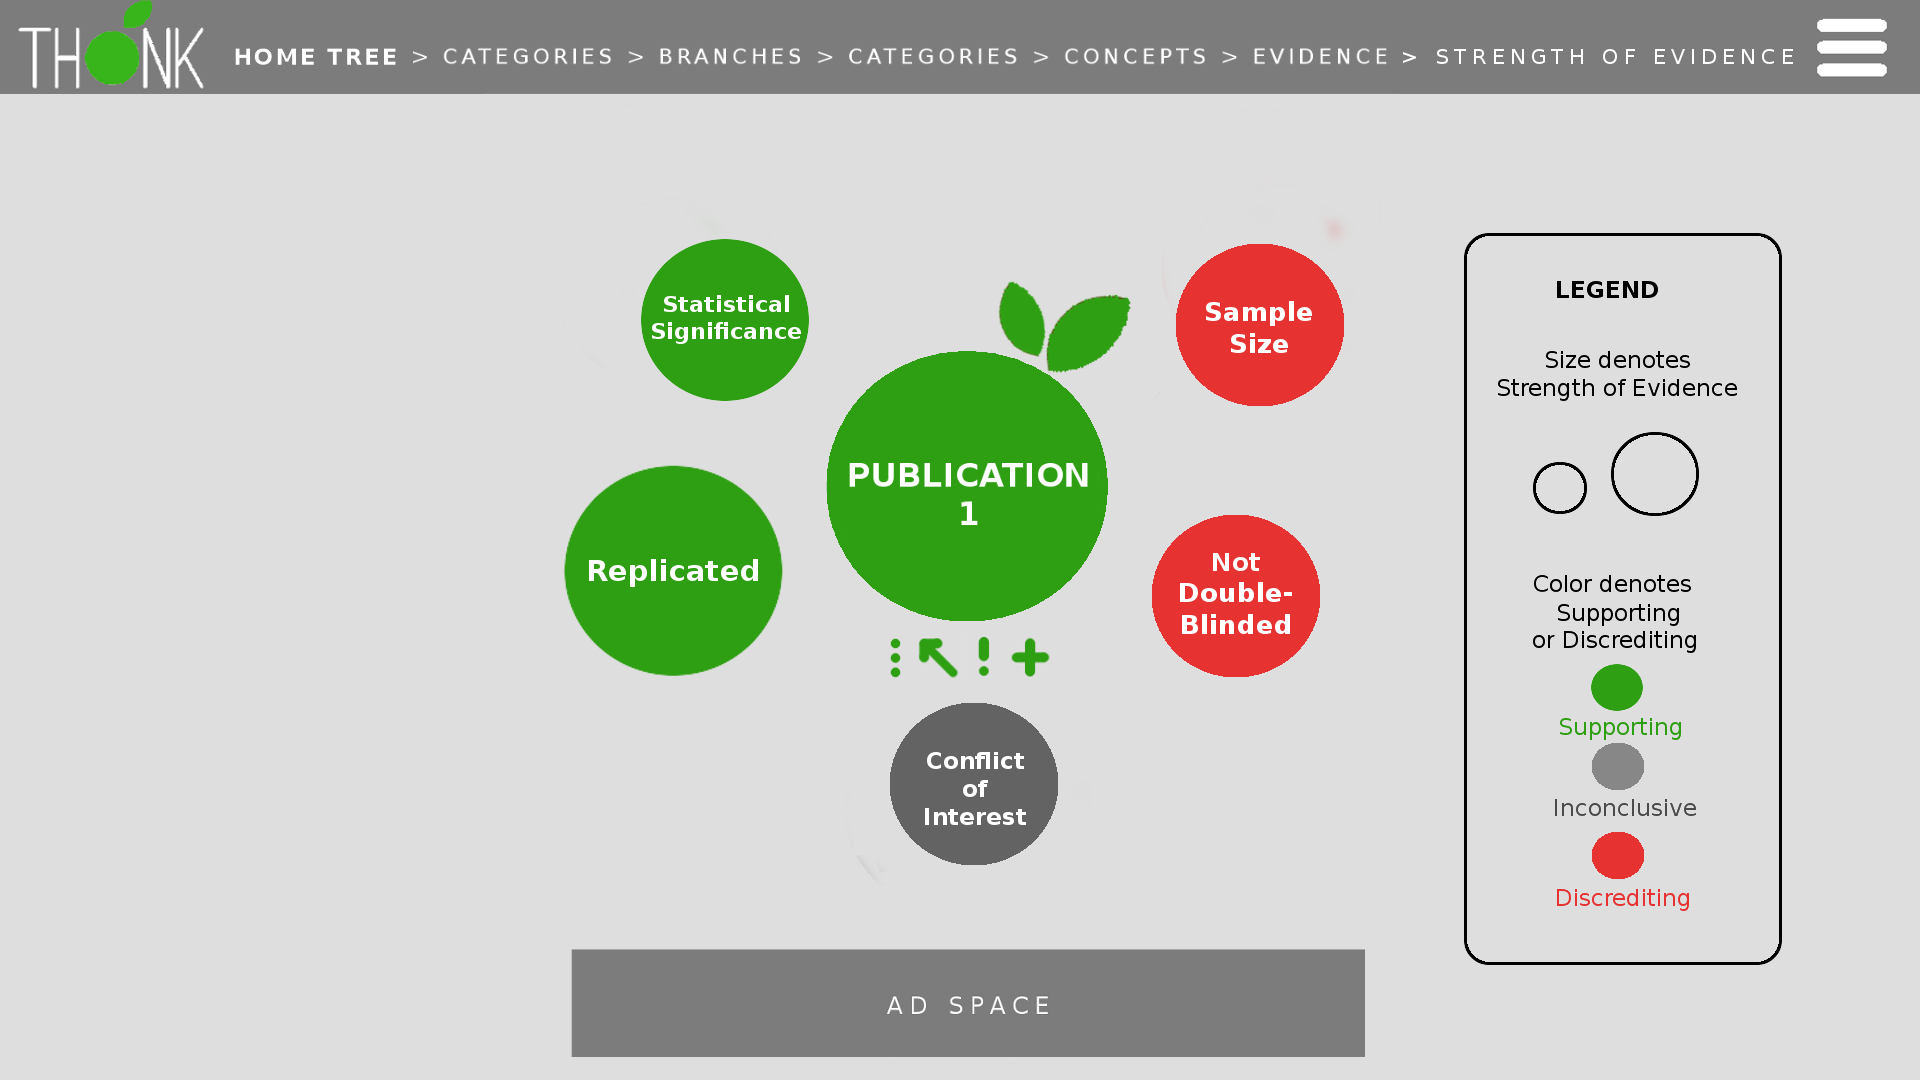 THONK
HOME TREE > CATEGORIES > BRANCHES > CATEGORIES > CONCEPTS > EVIDENCE > STRENGTH OF EVIDENCE
Statistical
Significance
Sample
Size
PUBLICATION
1
Replicated
Not
Double-
Blinded
Conflict
of
Interest
LEGEND
Size denotes
Strength of Evidence
Color denotes
Supporting
or Discrediting
Supporting
Inconclusive
Discrediting
AD SPACE